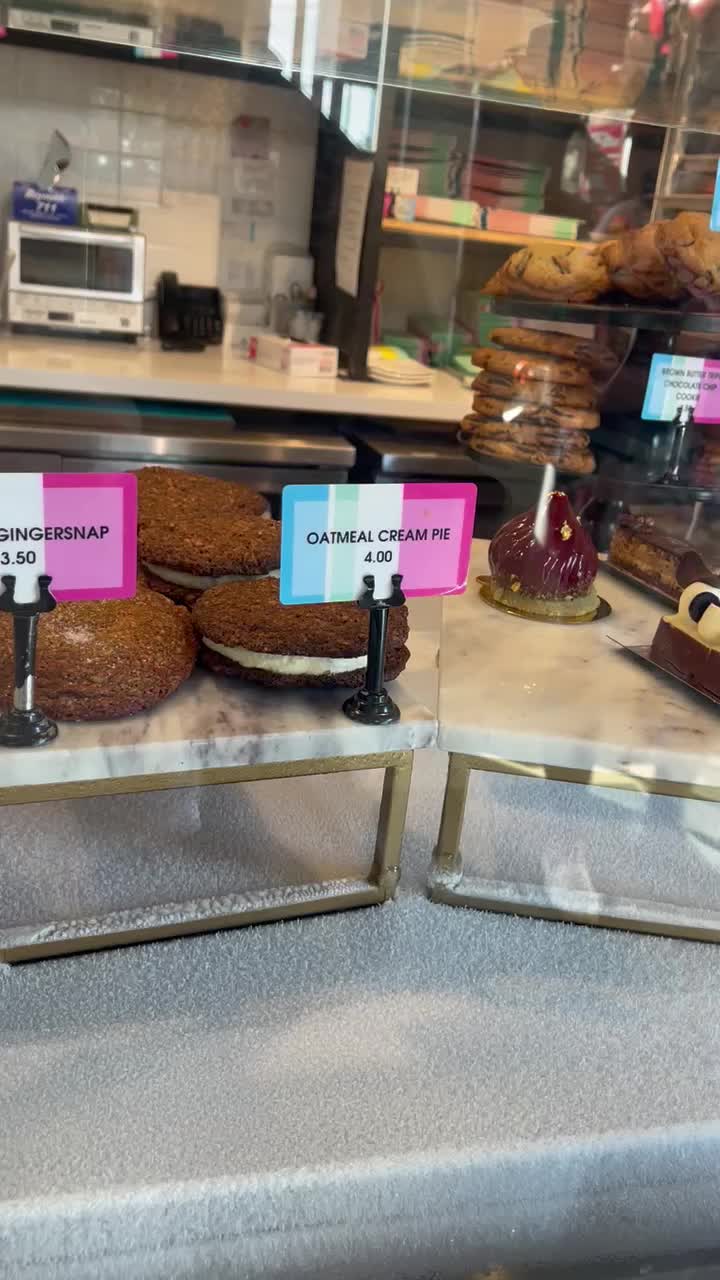 GINGERSNAP
3.50
OATMEAL CREAM PIE
4.00
BROWN BUTTER
CHOCOLATE CHIP
COOKIE